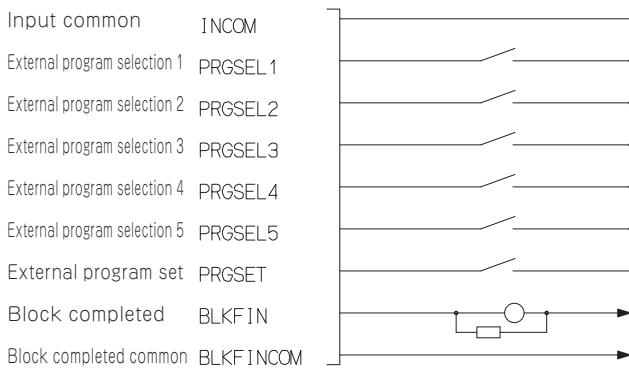 Input common INCOM
External program selection 1 PRGSEL1
External program selection 2 PRGSEL2
External program selection 3 PRGSEL3
External program selection 4 PRGSEL4
External program selection 5 PRGSEL5
External program set PRGSET
Block completed BLKFIN
Block completed common BLKFINCOM